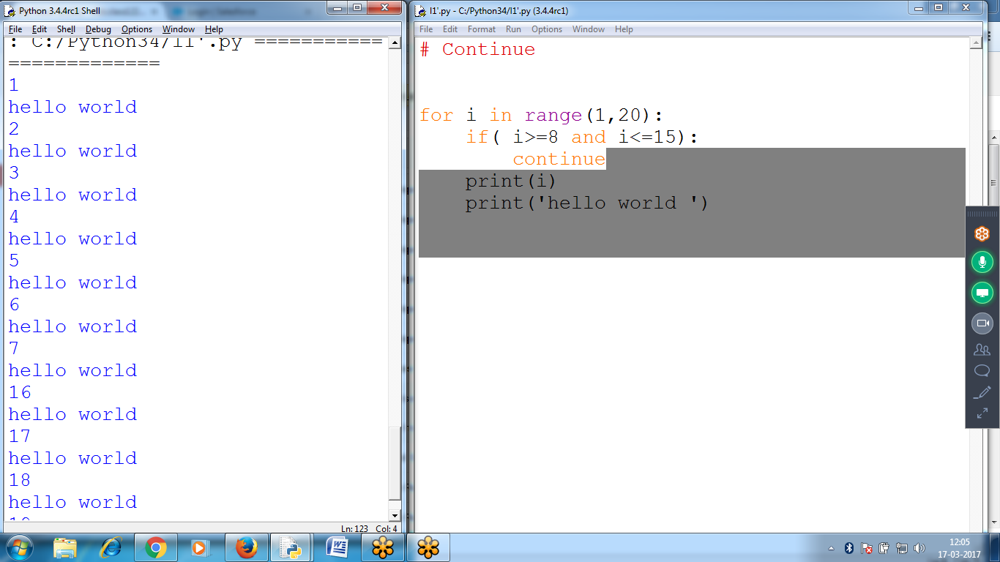 Python 3.4.4rc1 Shell
File Edit Shell Debug Options Window Help
: C:/Python34/l1'.py ===========
=============
1
hello world
2
hello world
3
hello world
4
hello world
5
hello world
6
hello world
7
hello world
16
hello world
17
hello world
18
hello world
Ln: 123 Col: 4
l1'.py - C:/Python34/l1'.py (3.4.4rc1)
File Edit Format Run Options Window Help
# Continue
for i in range(1,20):
    if( i>=8 and i<=15):
        continue
    print(i)
    print('hello world ')
12:05
17-03-2017